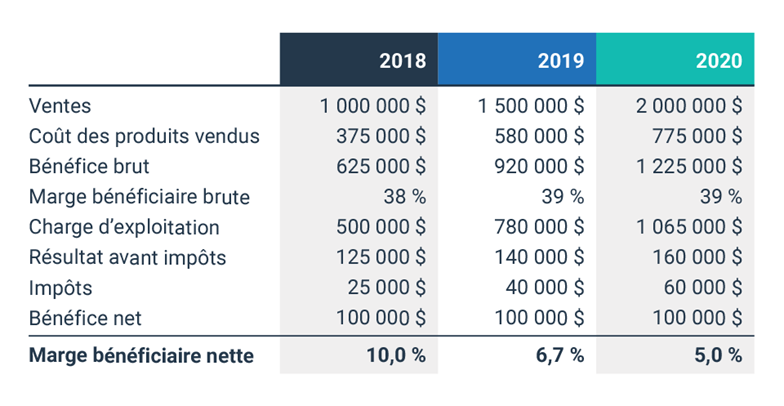 2018 2019 2020
Ventes 1 000 000 $ 1 500 000 $ 2 000 000 $
Coût des produits vendus 375 000 $ 580 000 $ 775 000 $
Bénéfice brut 625 000 $ 920 000 $ 1 225 000 $
Marge bénéficiaire brute 38 % 39 % 39 %
Charge d’exploitation 500 000 $ 780 000 $ 1 065 000 $
Résultat avant impôts 125 000 $ 140 000 $ 160 000 $
Impôts 25 000 $ 40 000 $ 60 000 $
Bénéfice net 100 000 $ 100 000 $ 100 000 $
Marge bénéficiaire nette 10,0 % 6,7 % 5,0 %